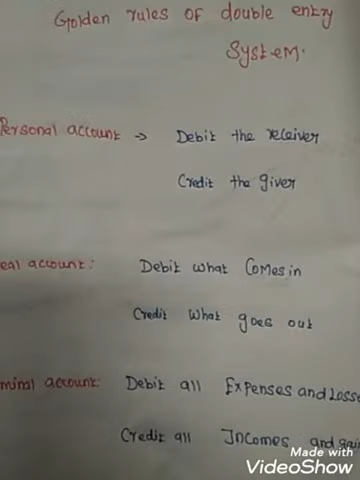 Golden rules of double entry
System.
Personal account → Debit the receiver
Credit the giver
eal account: Debit what Comes in
Credit what goes out
minal account: Debit all Expenses and Losse
Credit all Incomes and gain
Made with
VideoShow